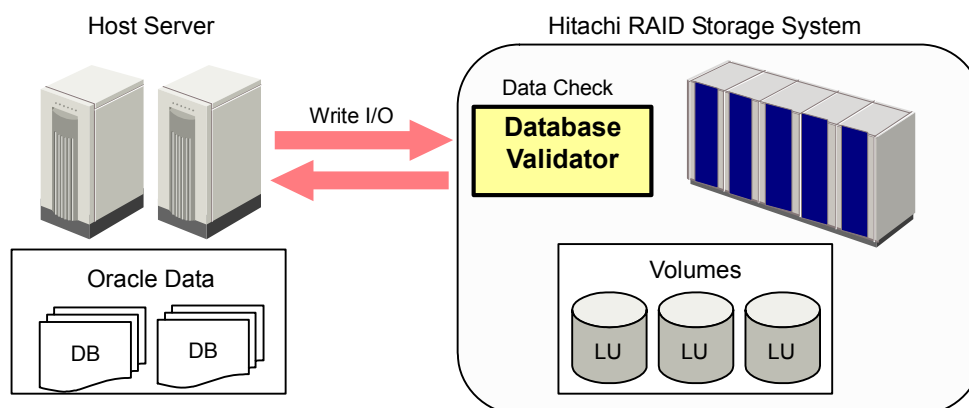 Host Server
Hitachi RAID Storage System
Write I/O
Data Check
Database
Validator
Oracle Data
DB
DB
Volumes
LU
LU
LU